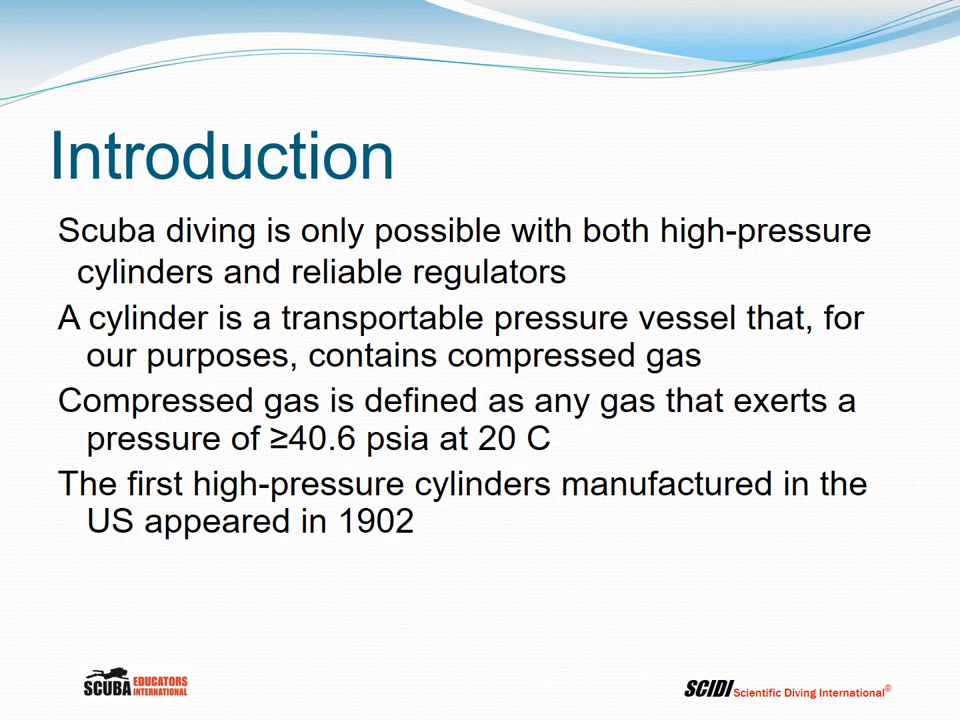 Introduction
Scuba diving is only possible with both high-pressure
cylinders and reliable regulators
A cylinder is a transportable pressure vessel that, for
our purposes, contains compressed gas
Compressed gas is defined as any gas that exerts a
pressure of ≥40.6 psia at 20 C
The first high-pressure cylinders manufactured in the
US appeared in 1902
SCUBA EDUCATORS
INTERNATIONAL
SCIDI Scientific Diving International®